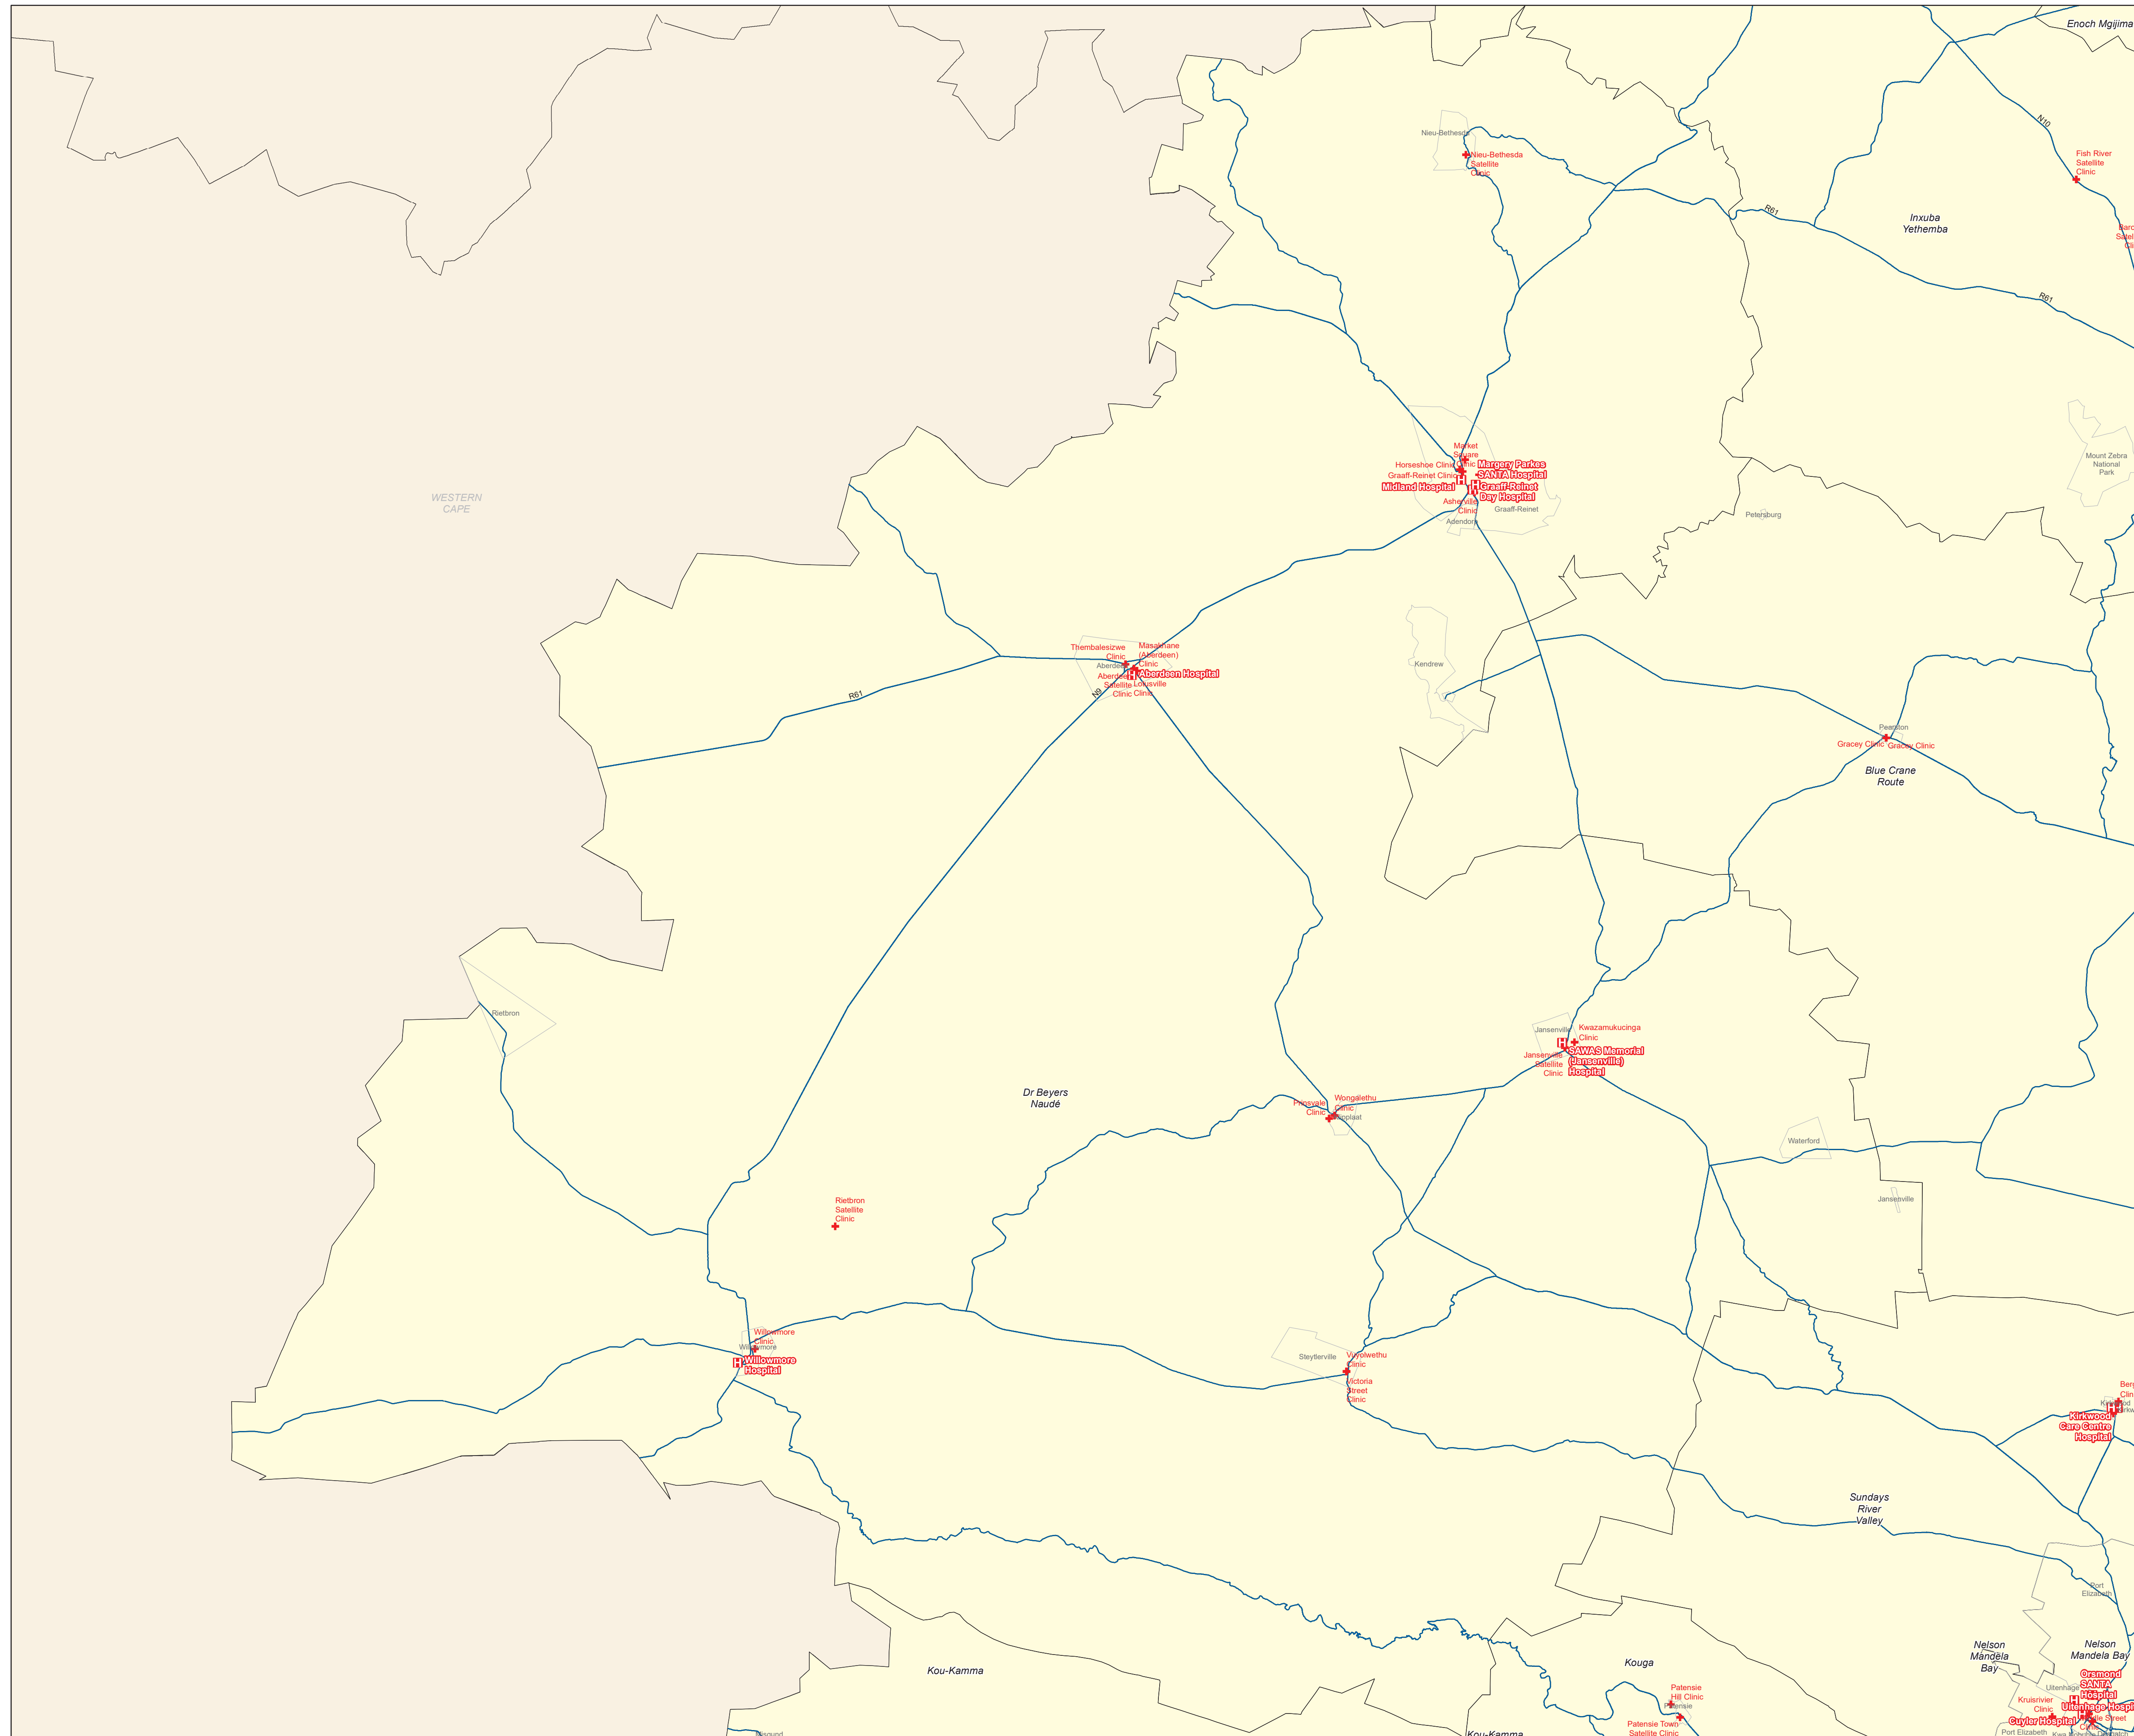 Enoch Mgijima
N10
Nieu-Bethesda
Nieu-Bethesda
Satellite
Clinic
Fish River
Satellite
Clinic
R61
Inxuba
Yethemba
R61
WESTERN
CAPE
Market
Square
Clinic
Horseshoe Clinic
Graaff-Reinet Clinic
Midland Hospital
Margery Parkes
SANTA Hospital
Graaff-Reinet
Day Hospital
Asherville
Clinic
Graaff-Reinet
Adendorp
Mount Zebra
National
Park
Petersburg
Thembalesizwe
Clinic
Masakhane
(Aberdeen)
Clinic
Aberdeen
Aberdeen Hospital
Aberdeen
Satellite
Clinic
Lotusville
Clinic
N9
R61
Kendrew
Pearston
Gracey Clinic
Gracey Clinic
Blue Crane
Route
Rietbron
Jansenville
Kwazamukucinga
Clinic
SAWAS Memorial
(Jansenville)
Hospital
Jansenville
Satellite
Clinic
Dr Beyers
Naudé
Prinsvale
Clinic
Wongalethu
Clinic
Klipplaat
Waterford
Jansenville
Rietbron
Satellite
Clinic
Willowmore
Clinic
Willowmore
Willowmore
Hospital
Steytlerville
Vuyolwethu
Clinic
Victoria
Street
Clinic
Kirkwood
Kirkwood
Care Centre
Hospital
Sundays
River
Valley
Port
Elizabeth
Nelson
Mandela
Bay
Nelson
Mandela Bay
Kou-Kamma
Kouga
Patensie
Hill Clinic
Patensie
Patensie Town
Satellite Clinic
Kou-Kamma
Misgund
Orsmond
SANTA
Hospital
Uitenhage
Kruisrivier
Clinic
Cuyler Hospital
Port Elizabeth